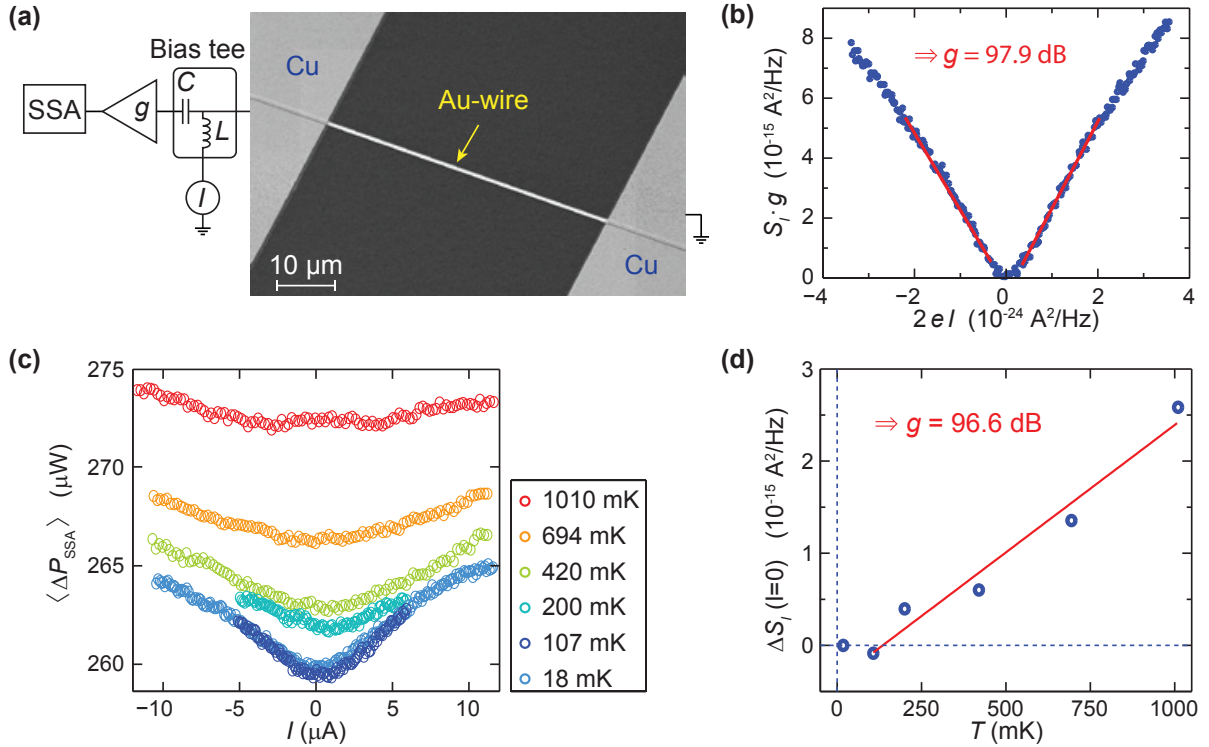 (a)
Bias tee
SSA
g
C
L
I
Cu
Au-wire
Cu
10 μm
(b)
⇒ g = 97.9 dB
S_I · g (10⁻¹⁵ A²/Hz)
8
6
4
2
0
−4
−2
0
2
4
2 e I (10⁻²⁴ A²/Hz)
(c)
⟨ΔP_SSA⟩ (μW)
275
270
265
260
−10
-5
0
5
10
I (μA)
1010 mK
694 mK
420 mK
200 mK
107 mK
18 mK
(d)
⇒ g = 96.6 dB
ΔS_I (I=0) (10⁻¹⁵ A²/Hz)
3
2
1
0
0
250
500
750
1000
T (mK)